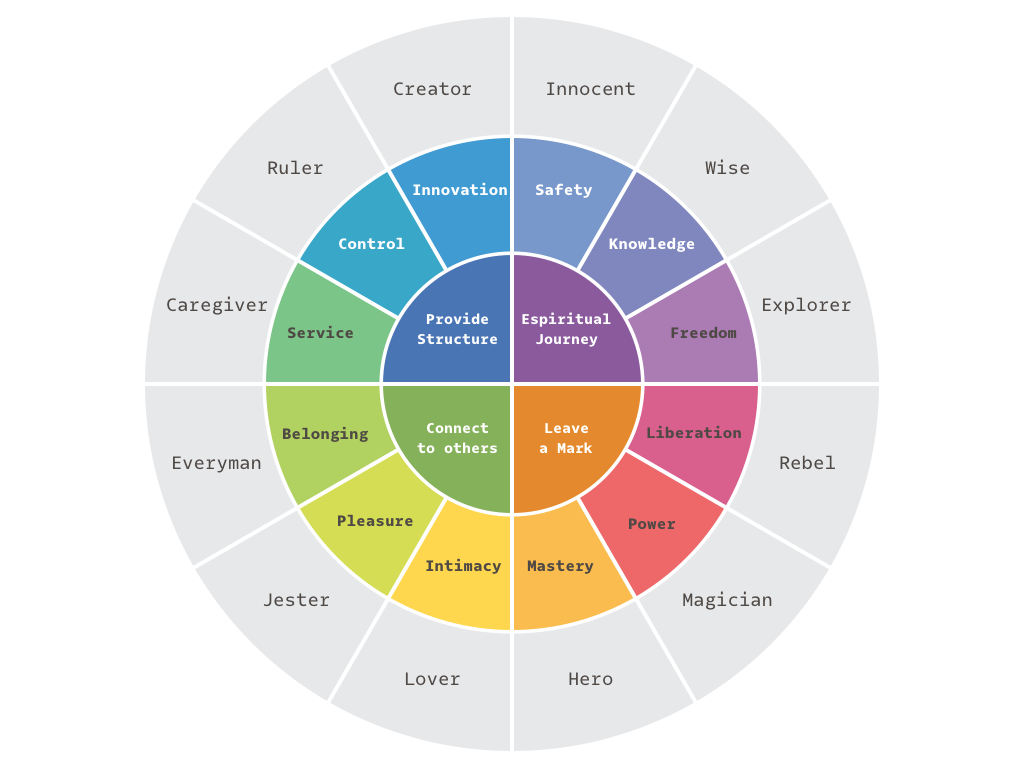 Creator
Innocent
Ruler
Wise
Innovation
Safety
Control
Knowledge
Caregiver
Explorer
Service
Provide
Structure
Espiritual
Journey
Freedom
Belonging
Connect
to others
Leave
a Mark
Liberation
Everyman
Rebel
Pleasure
Power
Intimacy
Mastery
Jester
Magician
Lover
Hero